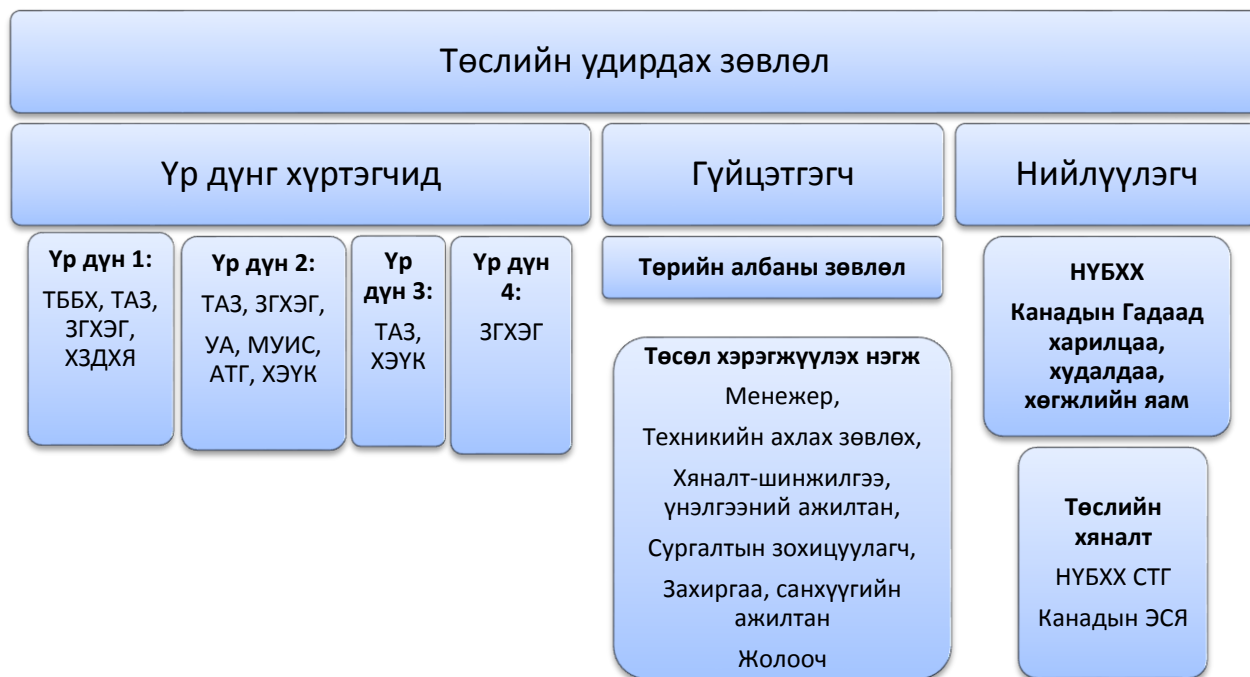 Төслийн удирдах зөвлөл
Үр дүнг хүртэгчид
Гүйцэтгэгч
Нийлүүлэгч
Үр дүн 1:
ТББХ, ТАЗ,
ЗГХЭГ,
ХЗДХЯ
Үр дүн 2:
ТАЗ, ЗГХЭГ,
УА, МУИС,
АТГ, ХЭҮК
Үр
дүн 3:
ТАЗ,
ХЭҮК
Үр дүн
4:
ЗГХЭГ
Төрийн албаны зөвлөл
Төсөл хэрэгжүүлэх нэгж
Менежер,
Техникийн ахлах зөвлөх,
Хяналт-шинжилгээ,
үнэлгээний ажилтан,
Сургалтын зохицуулагч,
Захиргаа, санхүүгийн
ажилтан
Жолооч
НҮБХХ
Канадын Гадаад
харилцаа,
худалдаа,
хөгжлийн яам
Төслийн
хяналт
НҮБХХ СТГ
Канадын ЭСЯ